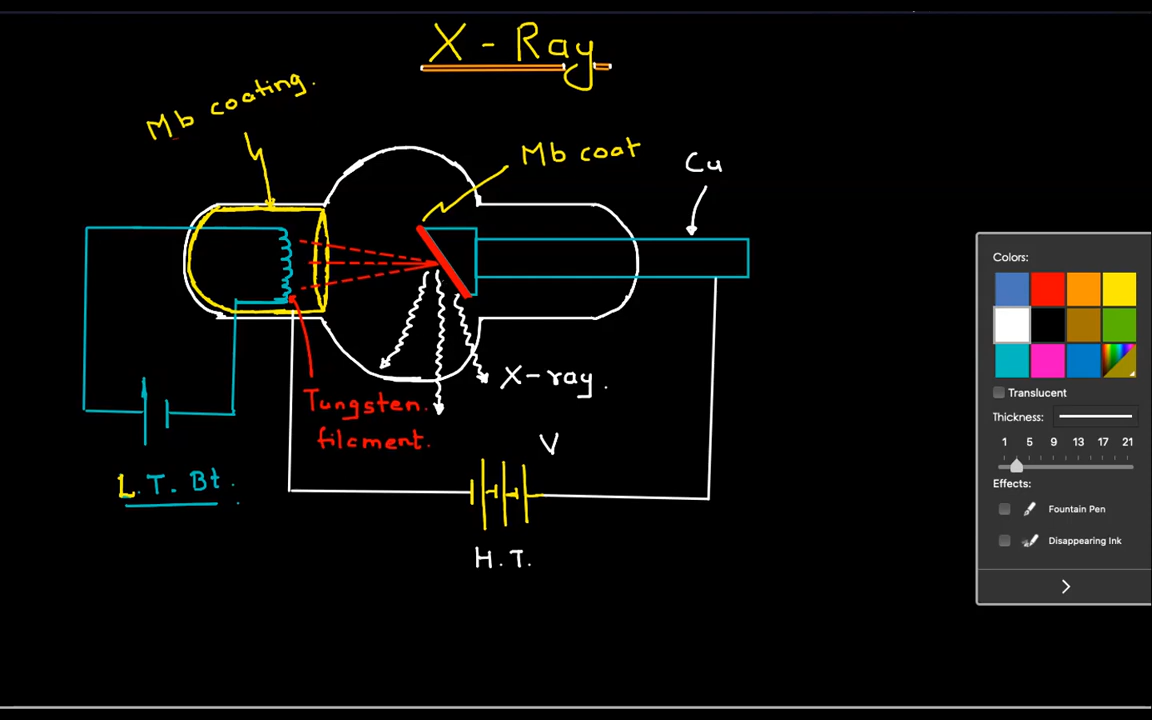 X - Ray
Mb coating.
Mb coat
Cu
X-ray.
Tungsten.
filament.
V
L.T. Bt.
H.T.
Colors:
Translucent
Thickness:
1 5 9 13 17 21
Effects:
Fountain Pen
Disappearing Ink